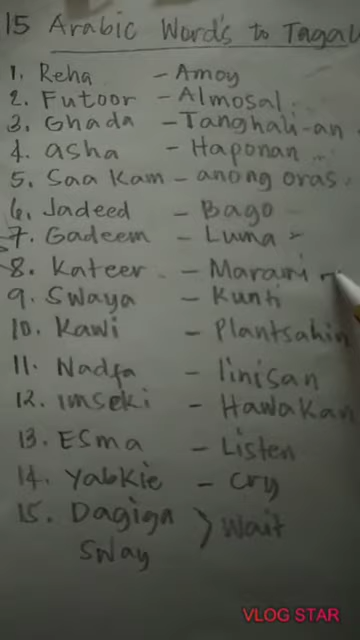 15 Arabic Word's to Tagal
1. Reha - Amoy
2. Futoor - Almosal.
3. Ghada - Tanghali-an
4. asha - Haponan ...
5. Saa kam - anong oras.
6. Jadeed - Bago
7. Gadeem - Luma -
8. Kateer - Marami -
9. Swaya - Kunti
10. Kawi - Plantsahin
11. Nadfa - linisan
12. imseki - Hawakan
13. ESma - Listen
14. Yabkie - Cry
15. Dagiga > Wait
Sway
VLOG STAR